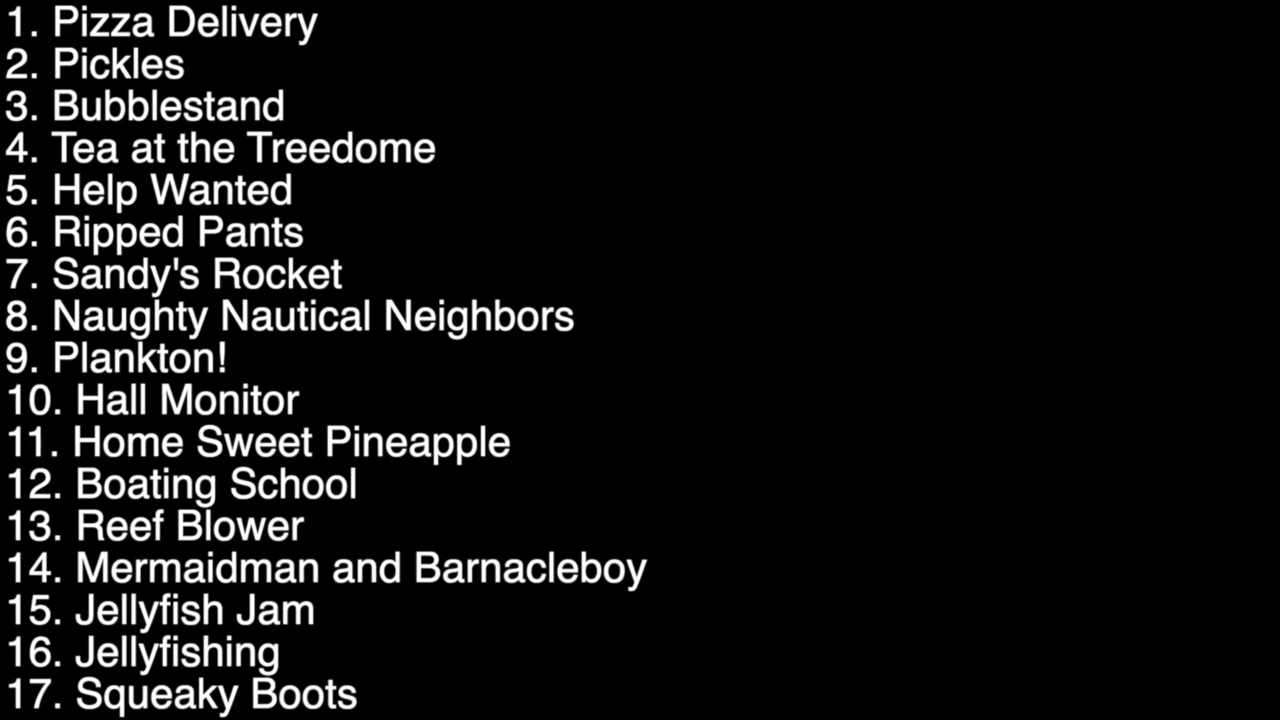 1. Pizza Delivery
2. Pickles
3. Bubblestand
4. Tea at the Treedome
5. Help Wanted
6. Ripped Pants
7. Sandy's Rocket
8. Naughty Nautical Neighbors
9. Plankton!
10. Hall Monitor
11. Home Sweet Pineapple
12. Boating School
13. Reef Blower
14. Mermaidman and Barnacleboy
15. Jellyfish Jam
16. Jellyfishing
17. Squeaky Boots